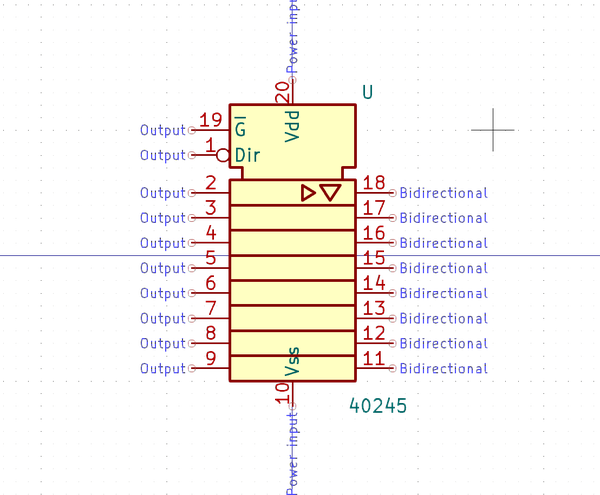 Power input
20
U
Vdd
Output 19 G̅
Output 1 Dir
Output 2 18 Bidirectional
Output 3 17 Bidirectional
Output 4 16 Bidirectional
Output 5 15 Bidirectional
Output 6 14 Bidirectional
Output 7 13 Bidirectional
Output 8 12 Bidirectional
Output 9 11 Bidirectional
Vss
10
40245
Power input